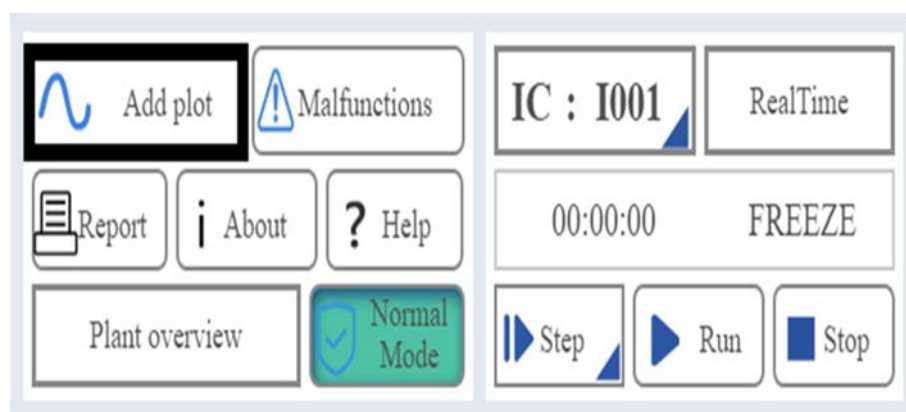 Add plot
Malfunctions
Report
i About
? Help
Plant overview
Normal
Mode
IC : I001
RealTime
00:00:00 FREEZE
Step
Run
Stop